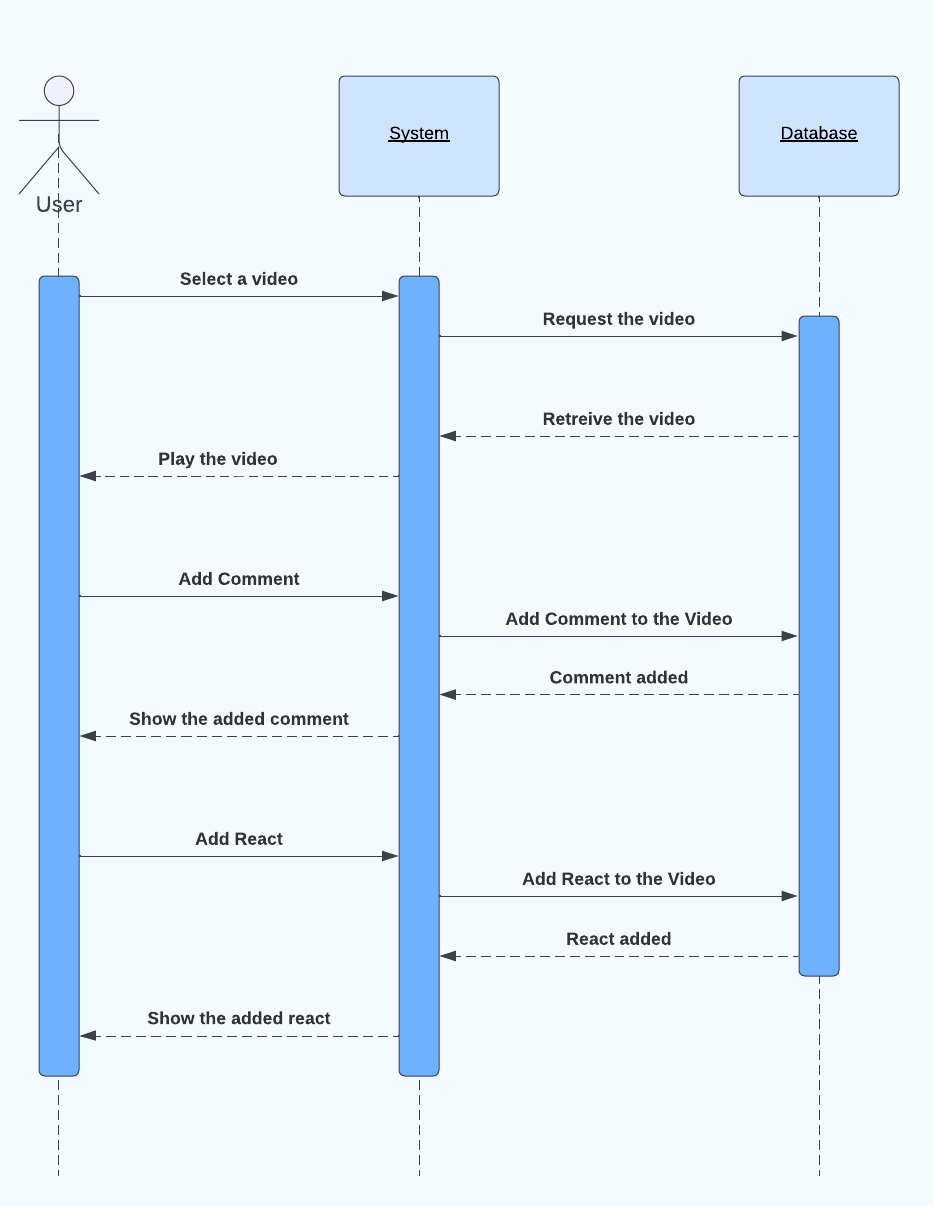 System
Database
User
Select a video
Request the video
Retreive the video
Play the video
Add Comment
Add Comment to the Video
Comment added
Show the added comment
Add React
Add React to the Video
React added
Show the added react